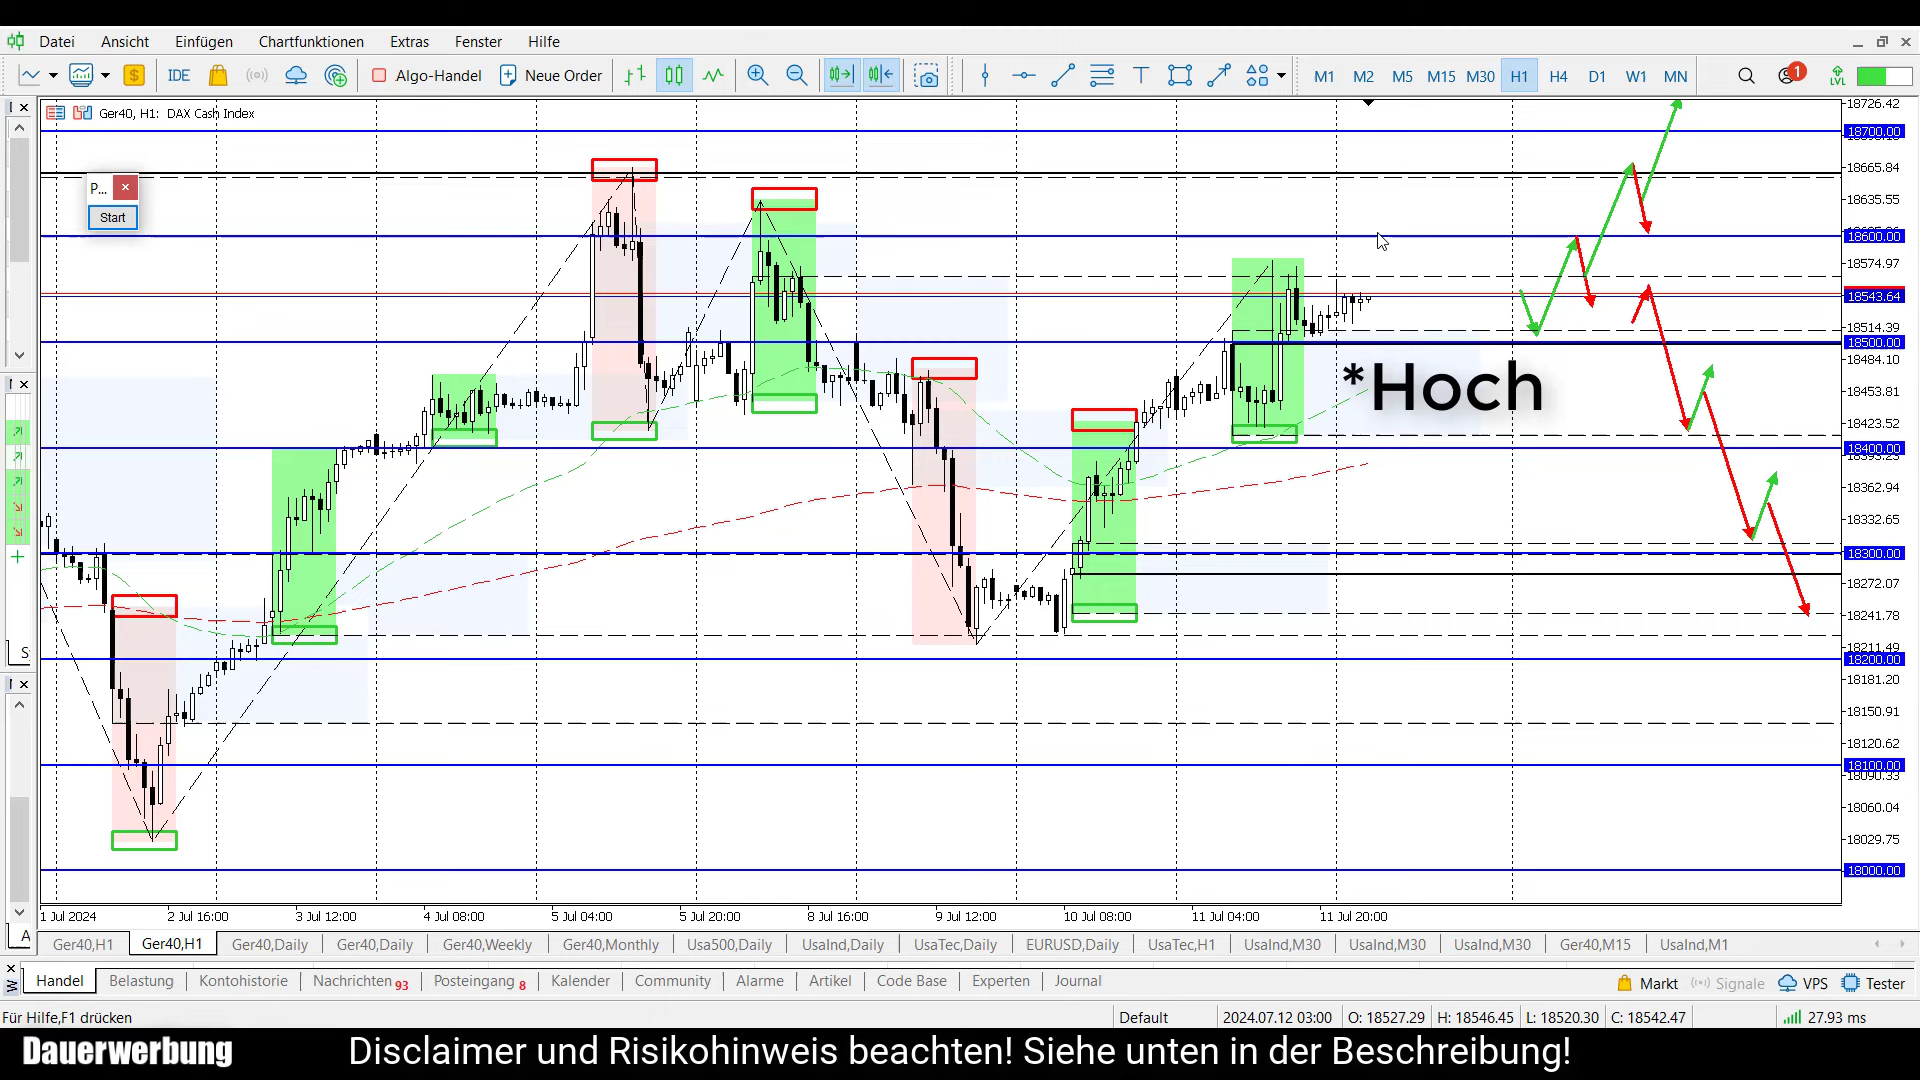 Datei Ansicht Einfügen Chartfunktionen Extras Fenster Hilfe
IDE Algo-Handel Neue Order M1 M2 M5 M15 M30 H1 H4 D1 W1 MN 1 LVL
Ger40, H1: DAX Cash Index
P...
Start
18726.42
18700.00
18665.84
18635.55
18600.00
18574.97
18543.64
18514.39
18500.00
18484.10
18453.81
18423.52
18400.00
18362.94
18332.65
18300.00
18272.07
18241.78
18211.49
18200.00
18181.20
18150.91
18120.62
18100.00
18090.33
18060.04
18029.75
18000.00
*Hoch
1 Jul 2024 2 Jul 16:00 3 Jul 12:00 4 Jul 08:00 5 Jul 04:00 5 Jul 20:00 8 Jul 16:00 9 Jul 12:00 10 Jul 08:00 11 Jul 04:00 11 Jul 20:00
Ger40,H1 Ger40,H1 Ger40,Daily Ger40,Daily Ger40,Weekly Ger40,Monthly Usa500,Daily UsaInd,Daily UsaTec,Daily EURUSD,Daily UsaTec,H1 UsaInd,M30 UsaInd,M30 UsaInd,M30 Ger40,M15 UsaInd,M1
Handel Belastung Kontohistorie Nachrichten 93 Posteingang 8 Kalender Community Alarme Artikel Code Base Experten Journal Markt Signale VPS Tester
Für Hilfe,F1 drücken Default 2024.07.12 03:00 O: 18527.29 H: 18546.45 L: 18520.30 C: 18542.47 27.93 ms
Dauerwerbung Disclaimer und Risikohinweis beachten! Siehe unten in der Beschreibung!